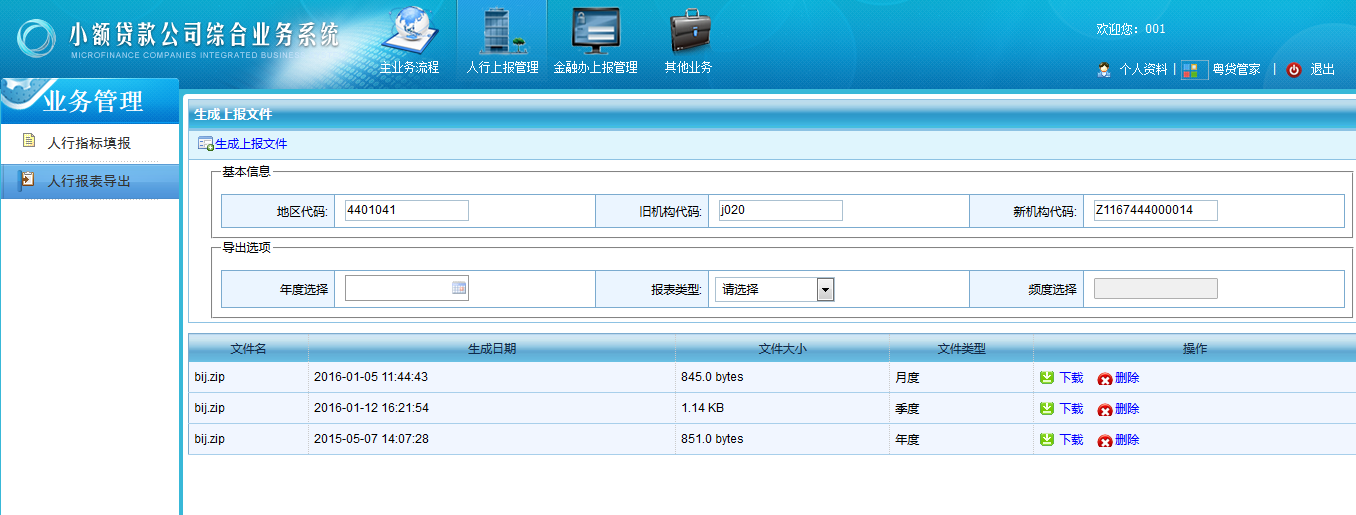 小额贷款公司综合业务系统
MICROFINANCE COMPANIES INTEGRATED BUSINESS
主业务流程 人行上报管理 金融办上报管理 其他业务
欢迎您：001
个人资料 | 粤贷管家 | 退出
业务管理
人行指标填报
人行报表导出
生成上报文件
生成上报文件
基本信息
地区代码: 4401041 旧机构代码: j020 新机构代码: Z1167444000014
导出选项
年度选择 报表类型: 请选择 频度选择
文件名 生成日期 文件大小 文件类型 操作
bij.zip 2016-01-05 11:44:43 845.0 bytes 月度 下载 删除
bij.zip 2016-01-12 16:21:54 1.14 KB 季度 下载 删除
bij.zip 2015-05-07 14:07:28 851.0 bytes 年度 下载 删除